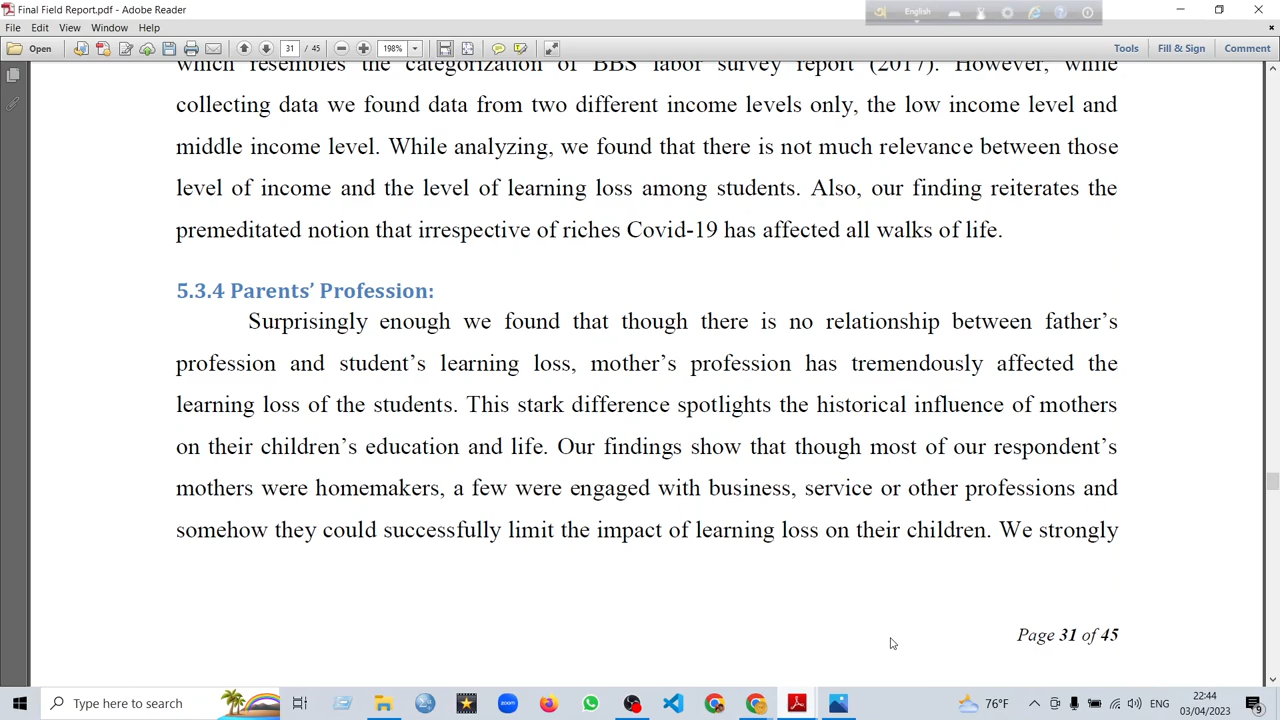 Final Field Report.pdf - Adobe Reader
English
File Edit View Window Help
Open 31 / 45 198% Tools Fill & Sign Comment
which resembles the categorization of BBS labor survey report (2017). However, while
collecting data we found data from two different income levels only, the low income level and
middle income level. While analyzing, we found that there is not much relevance between those
level of income and the level of learning loss among students. Also, our finding reiterates the
premeditated notion that irrespective of riches Covid-19 has affected all walks of life.
5.3.4 Parents’ Profession:
Surprisingly enough we found that though there is no relationship between father’s
profession and student’s learning loss, mother’s profession has tremendously affected the
learning loss of the students. This stark difference spotlights the historical influence of mothers
on their children’s education and life. Our findings show that though most of our respondent’s
mothers were homemakers, a few were engaged with business, service or other professions and
somehow they could successfully limit the impact of learning loss on their children. We strongly
Page 31 of 45
Type here to search
zoom
76°F
ENG
22:44
03/04/2023
9